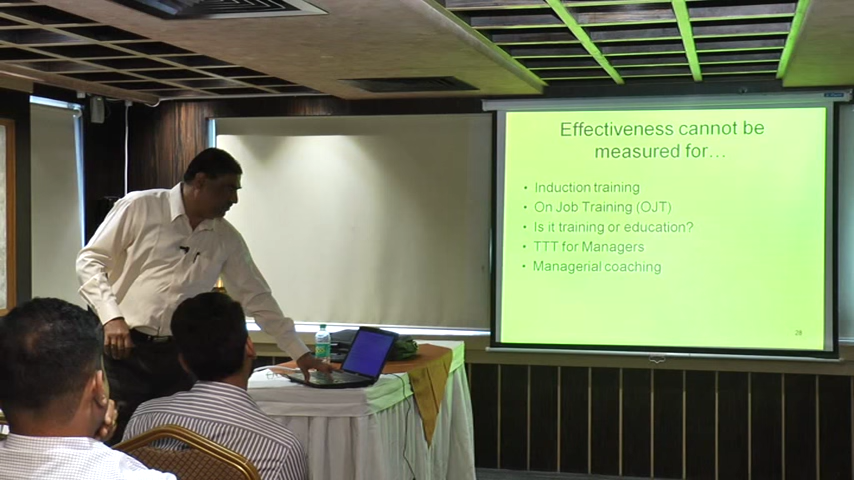 Effectiveness cannot be
measured for…
• Induction training
• On Job Training (OJT)
• Is it training or education?
• TTT for Managers
• Managerial coaching
28